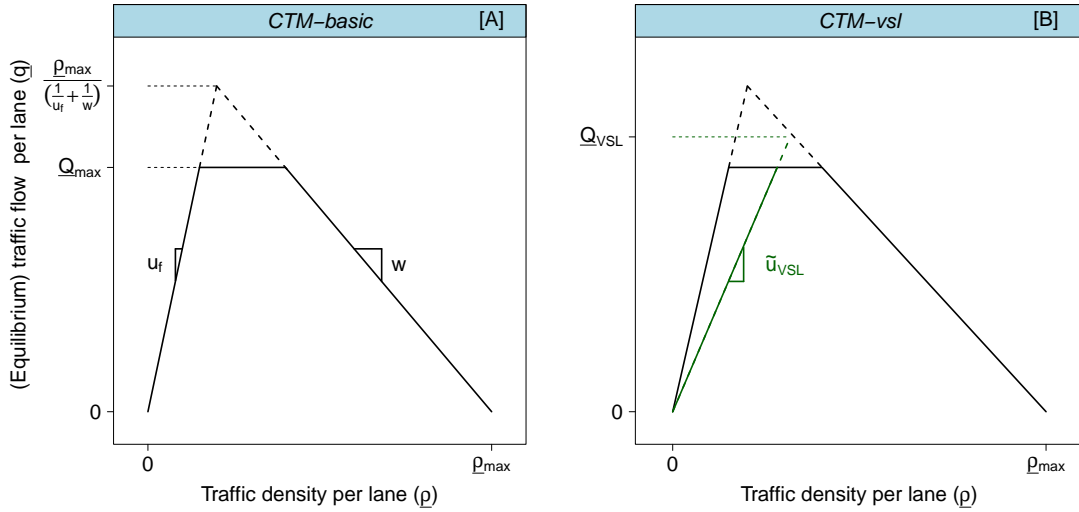 CTM−basic [A]
(Equilibrium) traffic flow per lane (q)
ρmax
(1/uf + 1/w)
Qmax
uf
w
0
0
ρmax
Traffic density per lane (ρ)
CTM−vsl [B]
QVSL
ũVSL
0
0
ρmax
Traffic density per lane (ρ)